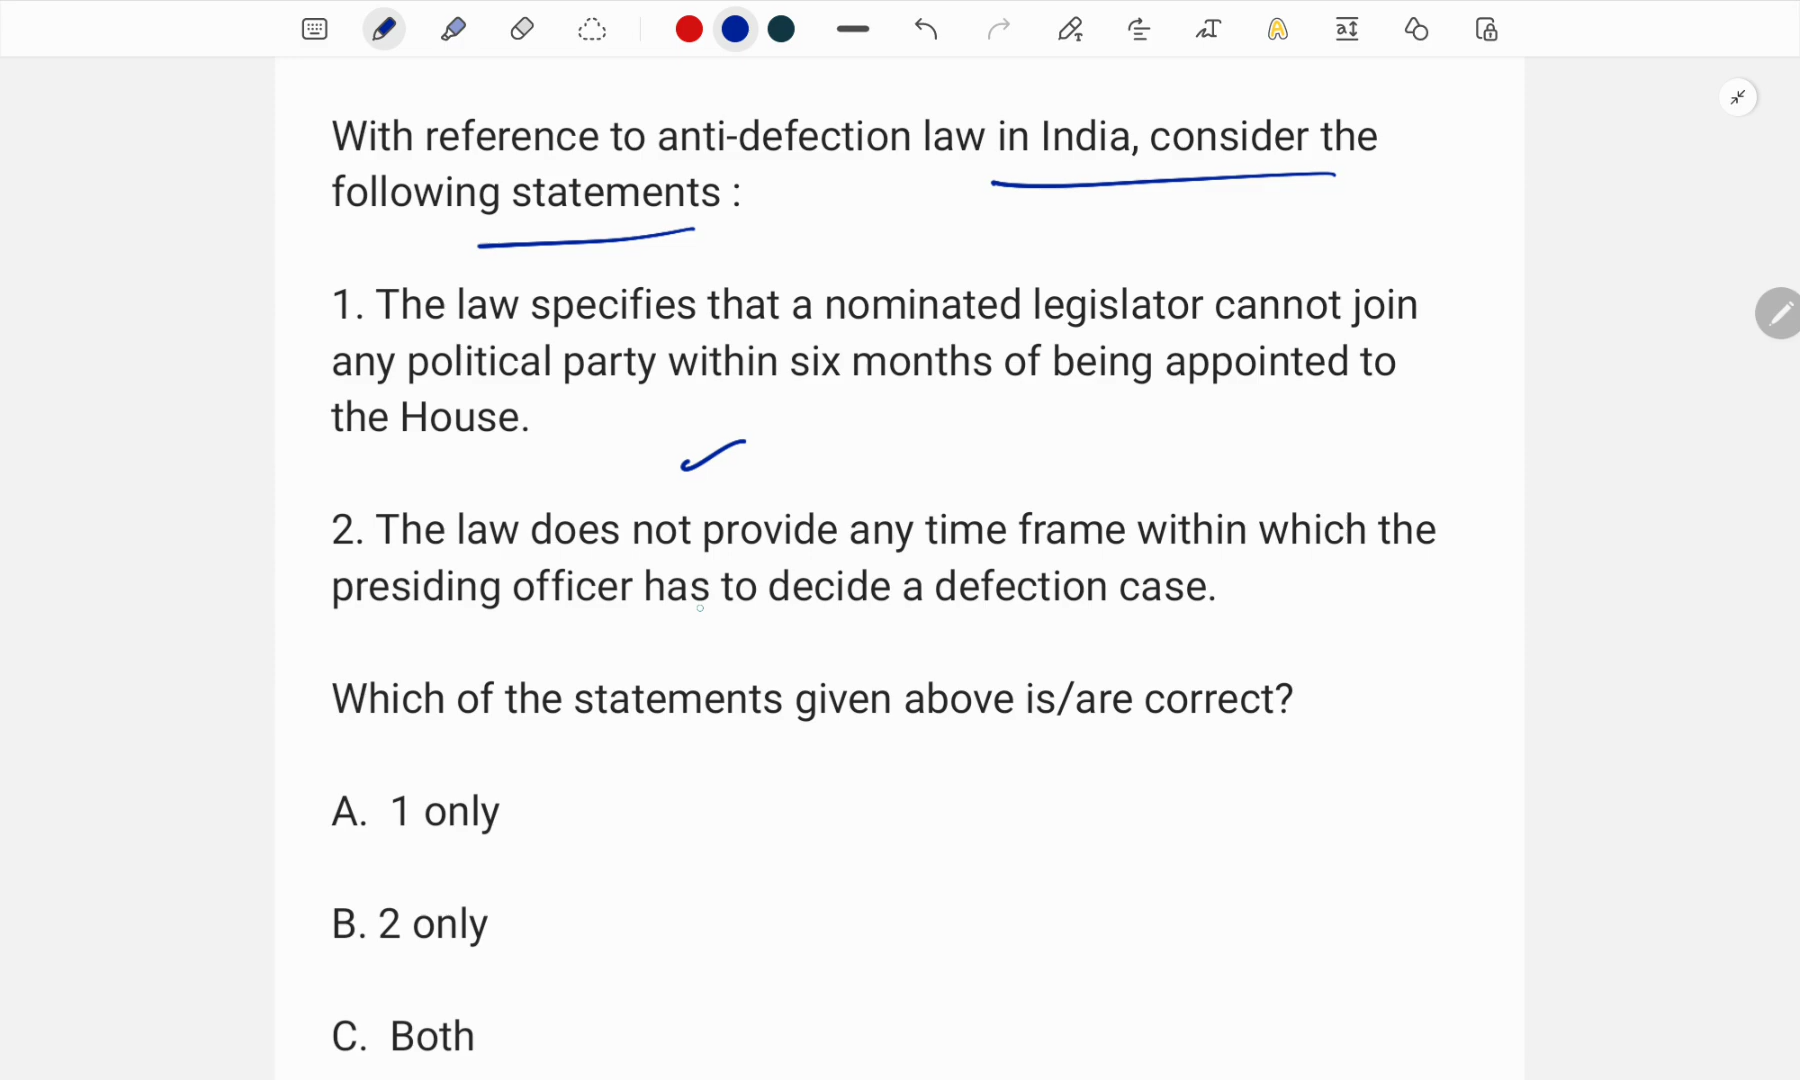 With reference to anti-defection law in India, consider the
following statements :
1. The law specifies that a nominated legislator cannot join
any political party within six months of being appointed to
the House.
2. The law does not provide any time frame within which the
presiding officer has to decide a defection case.
Which of the statements given above is/are correct?
A. 1 only
B. 2 only
C. Both